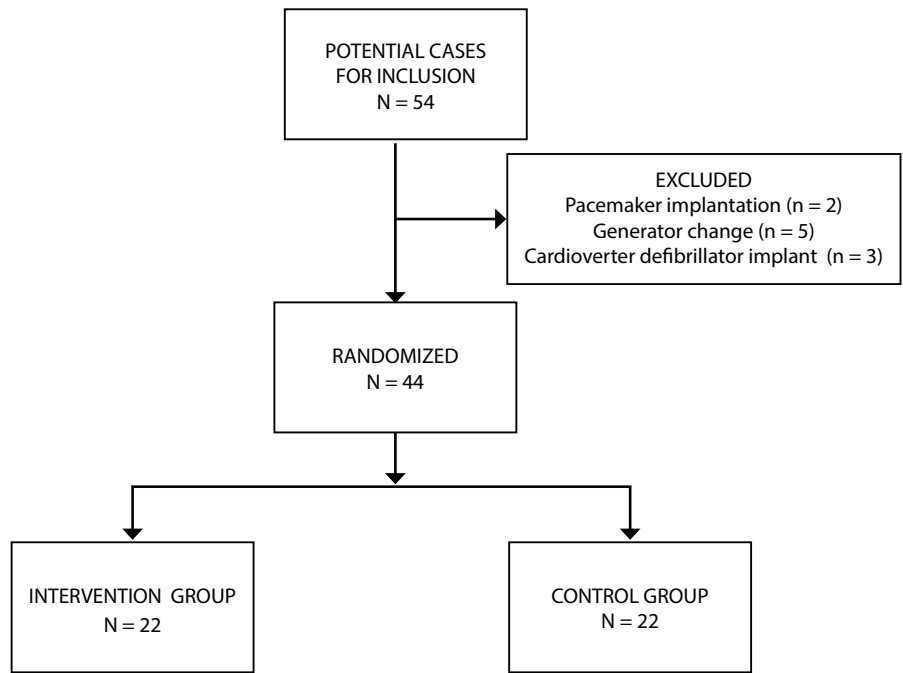 POTENTIAL CASES
FOR INCLUSION
N = 54
EXCLUDED
Pacemaker implantation (n = 2)
Generator change (n = 5)
Cardioverter defibrillator implant (n = 3)
RANDOMIZED
N = 44
INTERVENTION GROUP
N = 22
CONTROL GROUP
N = 22